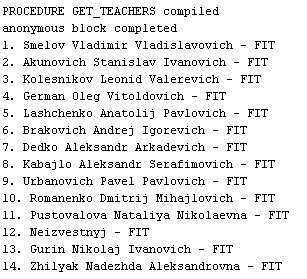 PROCEDURE GET_TEACHERS compiled
anonymous block completed
1. Smelov Vladimir Vladislavovich - FIT
2. Akunovich Stanislav Ivanovich - FIT
3. Kolesnikov Leonid Valerevich - FIT
4. German Oleg Vitoldovich - FIT
5. Lashchenko Anatolij Pavlovich - FIT
6. Brakovich Andrej Igorevich - FIT
7. Dedko Aleksandr Arkadevich - FIT
8. Kabajlo Aleksandr Serafimovich - FIT
9. Urbanovich Pavel Pavlovich - FIT
10. Romanenko Dmitrij Mihajlovich - FIT
11. Pustovalova Nataliya Nikolaevna - FIT
12. Neizvestnyj - FIT
13. Gurin Nikolaj Ivanovich - FIT
14. Zhilyak Nadezhda Aleksandrovna - FIT